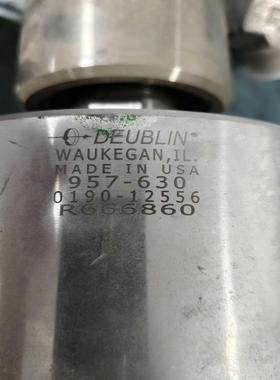 DEUBLIN®
WAUKEGAN, IL.
MADE IN USA
957-630
0190-12556
R666860